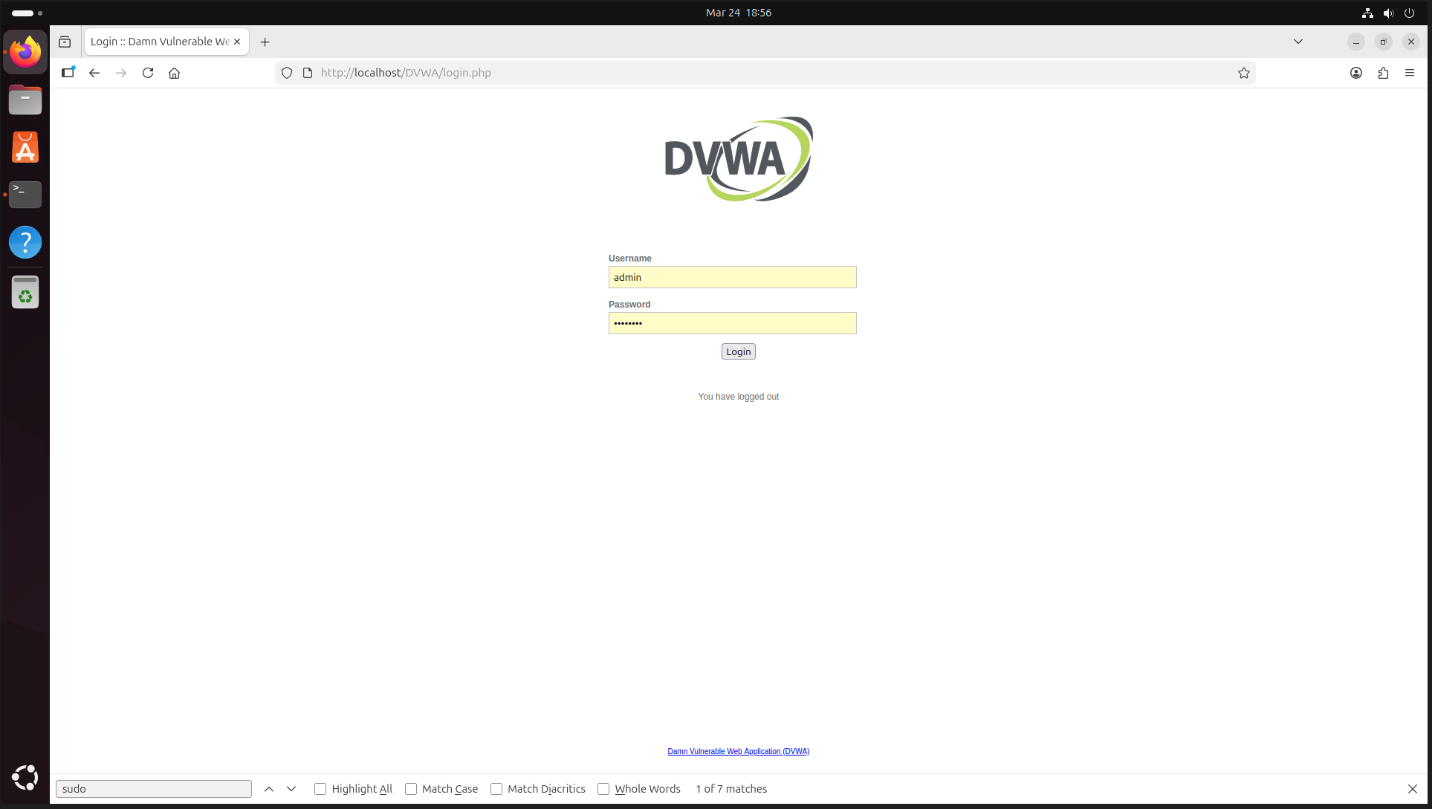 Mar 24 18:56
Login :: Damn Vulnerable We
http://localhost/DVWA/login.php
DVWA
Username
admin
Password
••••••••
Login
You have logged out
Damn Vulnerable Web Application (DVWA)
sudo
Highlight All
Match Case
Match Diacritics
Whole Words
1 of 7 matches